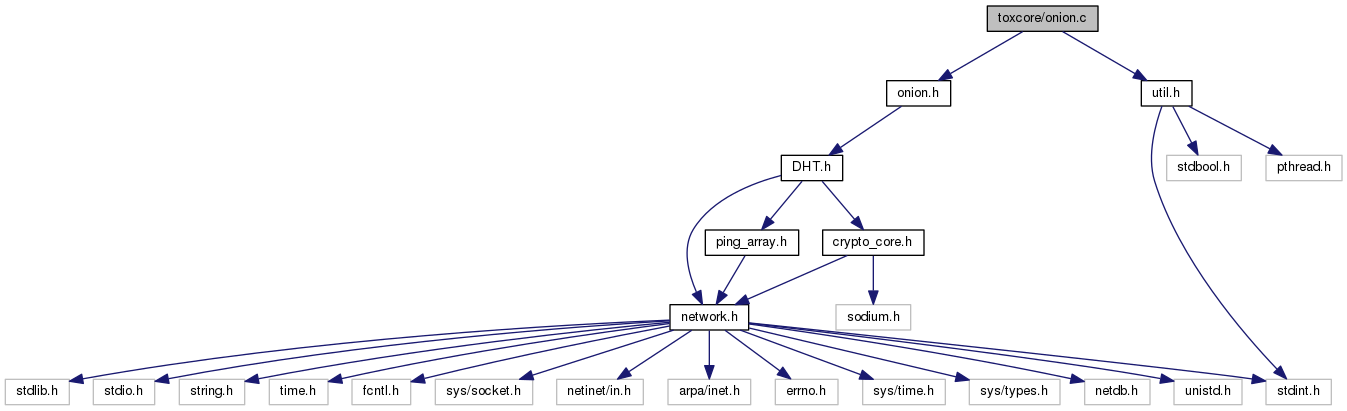 toxcore/onion.c
onion.h
util.h
DHT.h
stdbool.h
pthread.h
ping_array.h
crypto_core.h
network.h
sodium.h
stdlib.h
stdio.h
string.h
time.h
fcntl.h
sys/socket.h
netinet/in.h
arpa/inet.h
errno.h
sys/time.h
sys/types.h
netdb.h
unistd.h
stdint.h